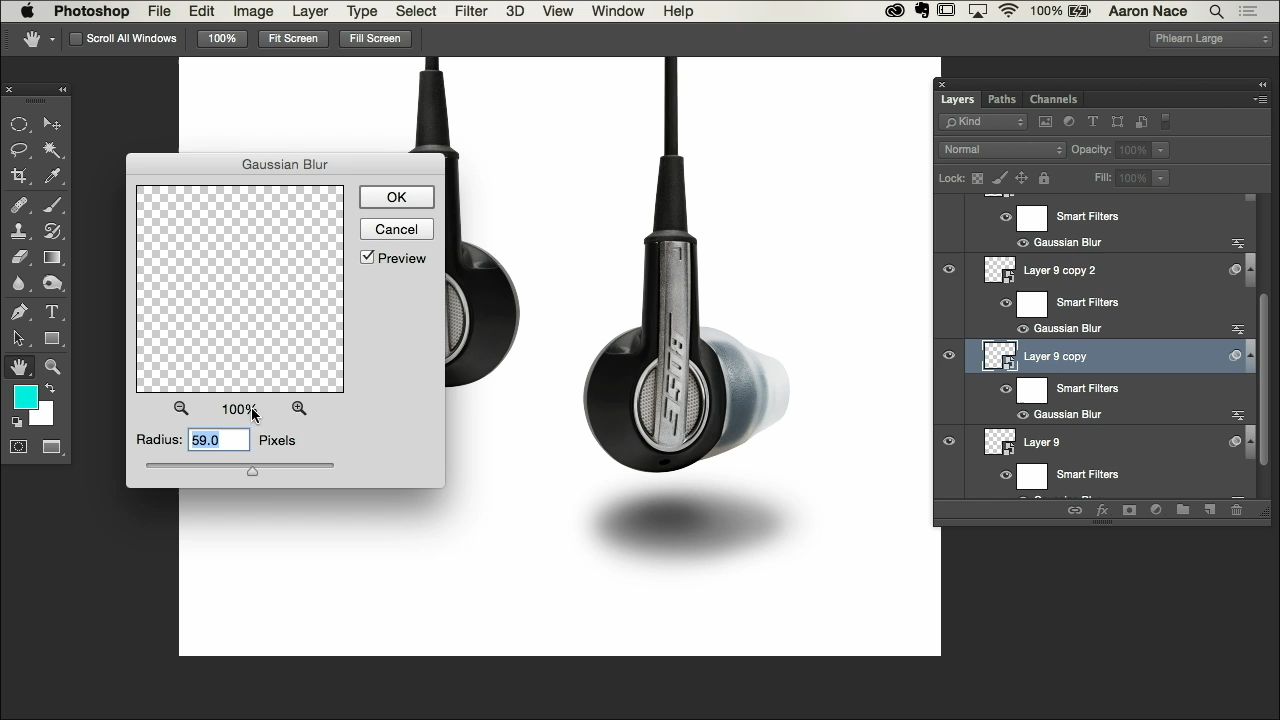 Photoshop File Edit Image Layer Type Select Filter 3D View Window Help 100% Aaron Nace
Scroll All Windows 100% Fit Screen Fill Screen Phlearn Large
Layers Paths Channels
Kind
Normal Opacity: 100%
Lock: Fill: 100%
Smart Filters
Gaussian Blur
Layer 9 copy 2
Smart Filters
Gaussian Blur
Layer 9 copy
Smart Filters
Gaussian Blur
Layer 9
Smart Filters
Gaussian Blur
OK
Cancel
Preview
100%
Radius: 59.0 Pixels
BOSE
fx